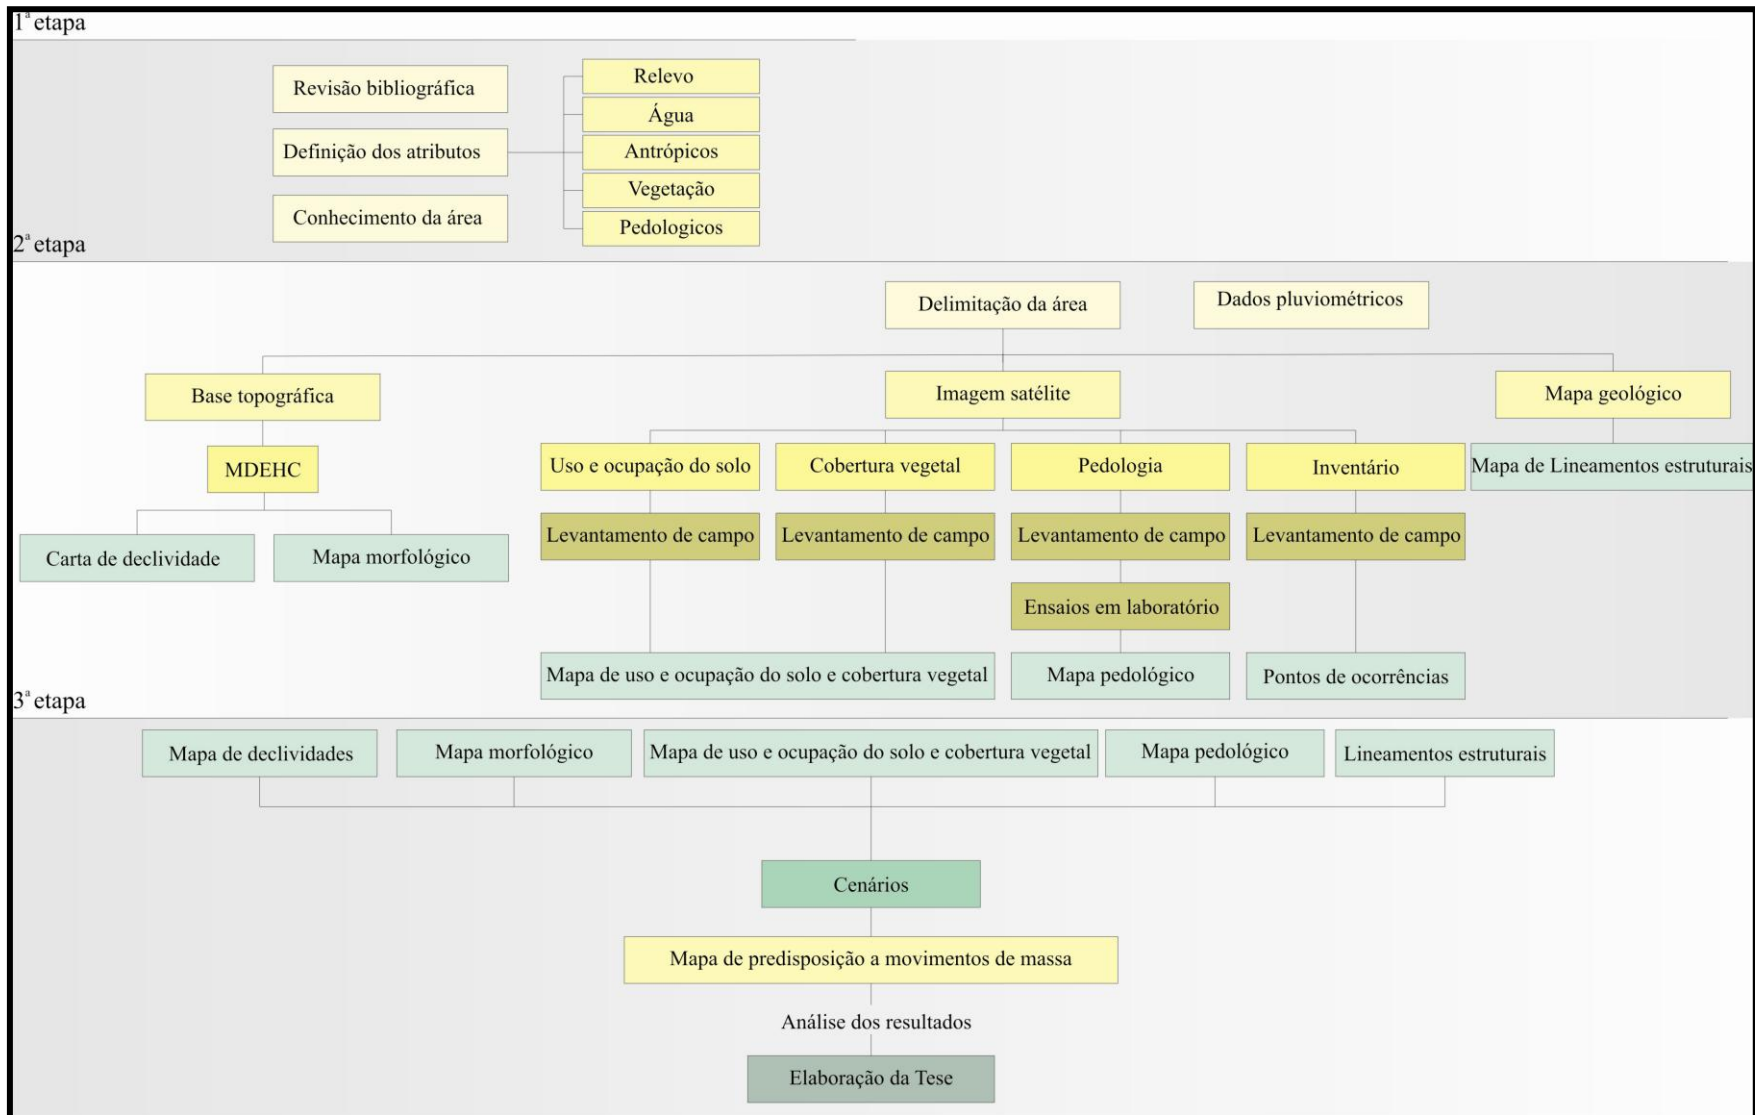 1ª etapa
Revisão bibliográfica
Definição dos atributos
Conhecimento da área
Relevo
Água
Antrópicos
Vegetação
Pedologicos
2ª etapa
Delimitação da área
Dados pluviométricos
Base topográfica
Imagem satélite
Mapa geológico
MDEHC
Uso e ocupação do solo
Cobertura vegetal
Pedologia
Inventário
Mapa de Lineamentos estruturais
Carta de declividade
Mapa morfológico
Levantamento de campo
Levantamento de campo
Levantamento de campo
Levantamento de campo
Ensaios em laboratório
Mapa de uso e ocupação do solo e cobertura vegetal
Mapa pedológico
Pontos de ocorrências
3ª etapa
Mapa de declividades
Mapa morfológico
Mapa de uso e ocupação do solo e cobertura vegetal
Mapa pedológico
Lineamentos estruturais
Cenários
Mapa de predisposição a movimentos de massa
Análise dos resultados
Elaboração da Tese